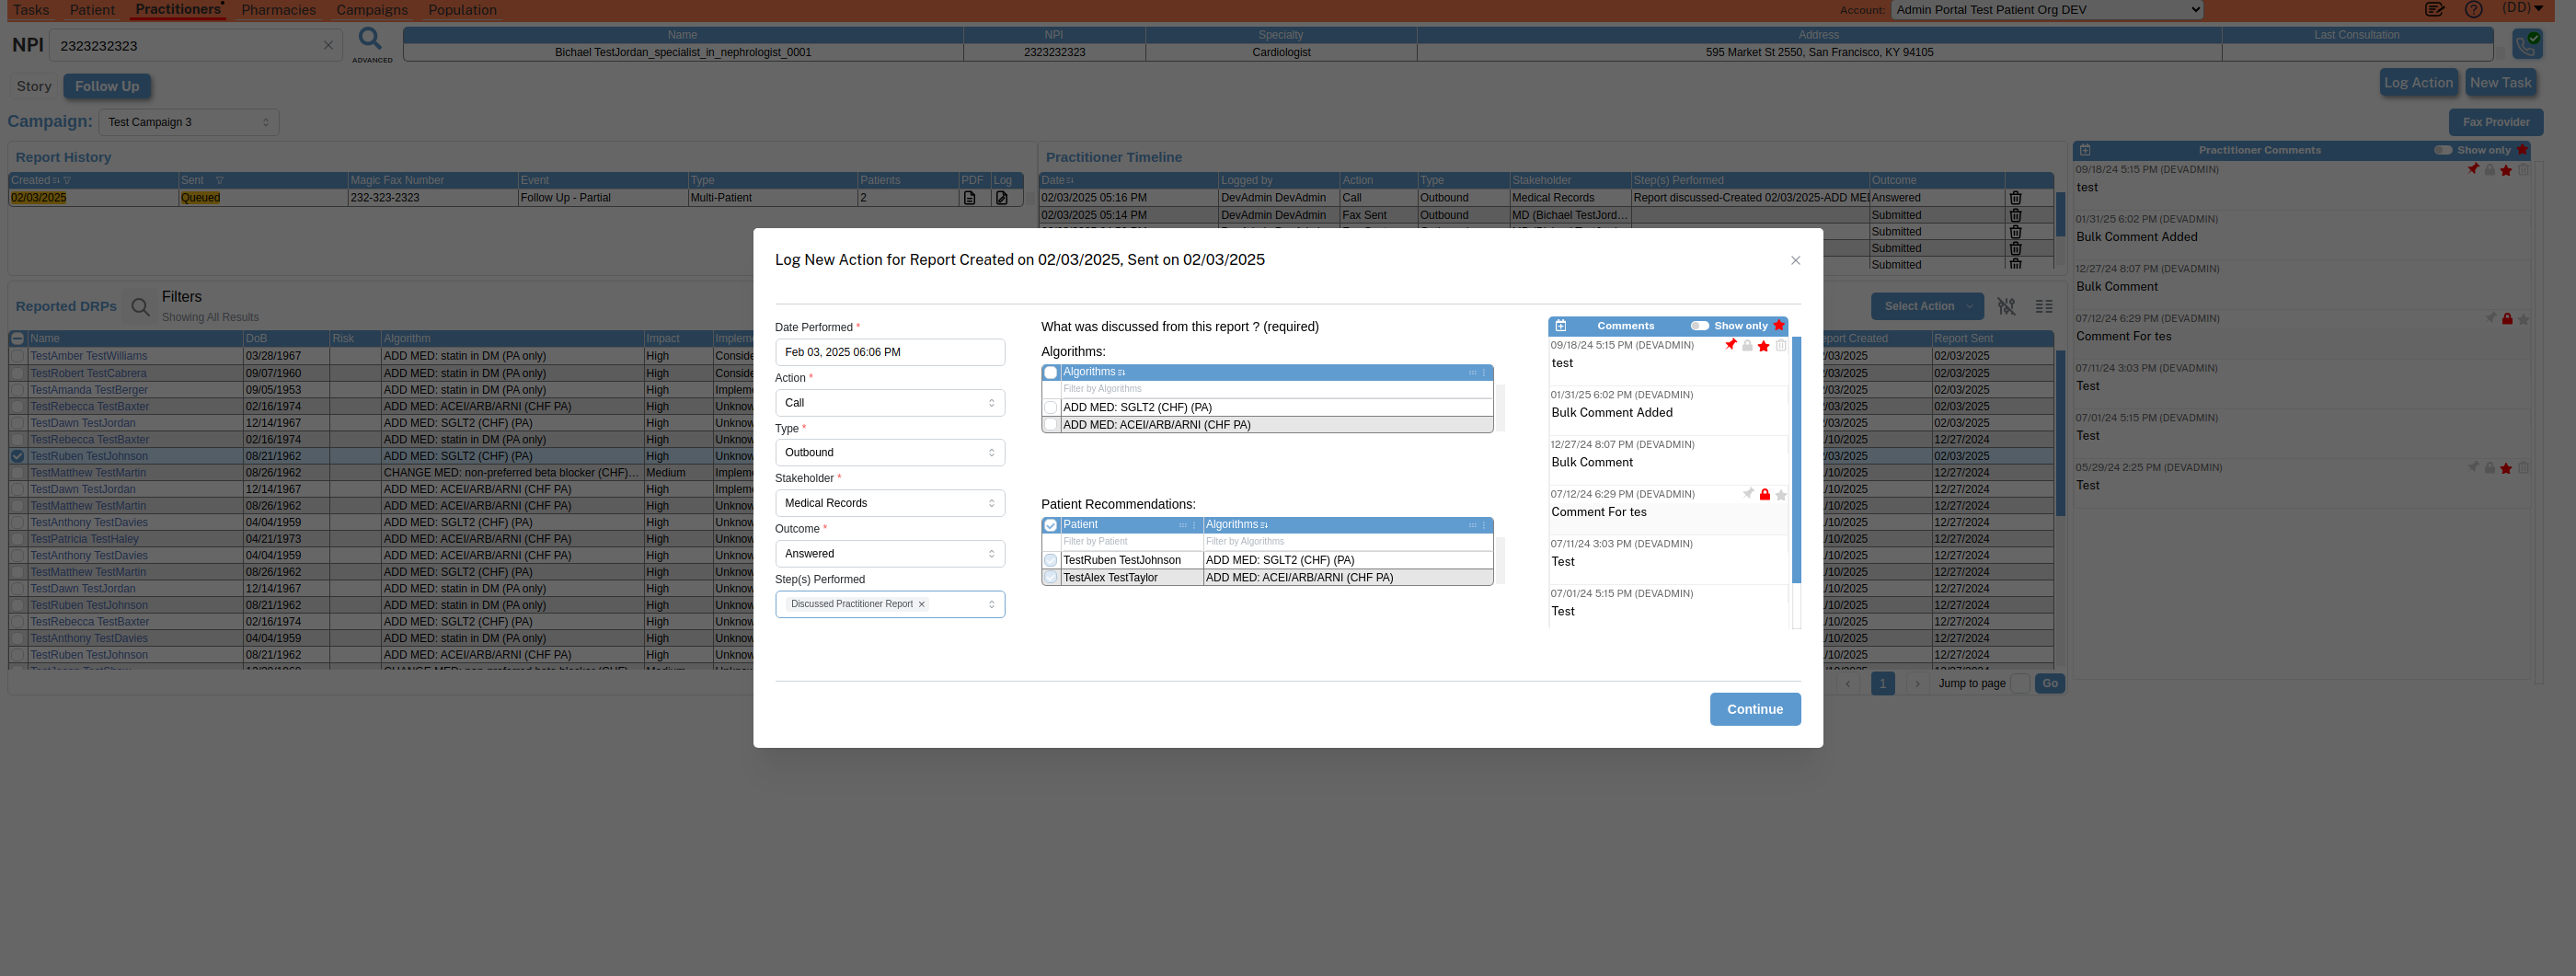 Tasks Patient Practitioners Pharmacies Campaigns Population Account: Admin Portal Test Patient Org DEV (DD)
NPI 2323232323 ADVANCED
Name NPI Specialty Address Last Consultation
Bichael TestJordan_specialist_in_nephrologist_0001 2323232323 Cardiologist 595 Market St 2550, San Francisco, KY 94105
Story Follow Up Log Action New Task
Campaign: Test Campaign 3 Fax Provider
Report History
Created Sent Magic Fax Number Event Type Patients PDF Log
02/03/2025 Queued 232-323-2323 Follow Up - Partial Multi-Patient 2
Practitioner Timeline
Date Logged by Action Type Stakeholder Step(s) Performed Outcome
02/03/2025 05:16 PM DevAdmin DevAdmin Call Outbound Medical Records Report discussed-Created 02/03/2025-ADD ME Answered
02/03/2025 05:14 PM DevAdmin DevAdmin Fax Sent Outbound MD (Bichael TestJord... Submitted
Submitted
Submitted
Submitted
Practitioner Comments Show only
09/18/24 5:15 PM (DEVADMIN)
test
01/31/25 6:02 PM (DEVADMIN)
Bulk Comment Added
12/27/24 8:07 PM (DEVADMIN)
Bulk Comment
07/12/24 6:29 PM (DEVADMIN)
Comment For tes
07/11/24 3:03 PM (DEVADMIN)
Test
07/01/24 5:15 PM (DEVADMIN)
Test
05/29/24 2:25 PM (DEVADMIN)
Test
Reported DRPs Filters
Showing All Results
Select Action
Name DoB Risk Algorithm Impact Implem port Created Report Sent
TestAmber TestWilliams 03/28/1967 ADD MED: statin in DM (PA only) High Conside /03/2025 02/03/2025
TestRobert TestCabrera 09/07/1960 ADD MED: statin in DM (PA only) High Conside /03/2025 02/03/2025
TestAmanda TestBerger 09/05/1953 ADD MED: statin in DM (PA only) High Implem /03/2025 02/03/2025
TestRebecca TestBaxter 02/16/1974 ADD MED: ACEI/ARB/ARNI (CHF PA) High Unknow /03/2025 02/03/2025
TestDawn TestJordan 12/14/1967 ADD MED: SGLT2 (CHF) (PA) High Unknow /03/2025 02/03/2025
TestRebecca TestBaxter 02/16/1974 ADD MED: statin in DM (PA only) High Unknow /10/2025 12/27/2024
TestRuben TestJohnson 08/21/1962 ADD MED: SGLT2 (CHF) (PA) High Unknow /03/2025 02/03/2025
TestMatthew TestMartin 08/26/1962 CHANGE MED: non-preferred beta blocker (CHF)... Medium Implem /10/2025 12/27/2024
TestDawn TestJordan 12/14/1967 ADD MED: ACEI/ARB/ARNI (CHF PA) High Implem /10/2025 12/27/2024
TestMatthew TestMartin 08/26/1962 ADD MED: ACEI/ARB/ARNI (CHF PA) High Unknow /10/2025 12/27/2024
TestAnthony TestDavies 04/04/1959 ADD MED: SGLT2 (CHF) (PA) High Unknow /10/2025 12/27/2024
TestPatricia TestHaley 04/21/1973 ADD MED: ACEI/ARB/ARNI (CHF PA) High Unknow /10/2025 12/27/2024
TestAnthony TestDavies 04/04/1959 ADD MED: ACEI/ARB/ARNI (CHF PA) High Unknow /10/2025 12/27/2024
TestMatthew TestMartin 08/26/1962 ADD MED: SGLT2 (CHF) (PA) High Unknow /10/2025 12/27/2024
TestDawn TestJordan 12/14/1967 ADD MED: statin in DM (PA only) High Unknow /10/2025 12/27/2024
TestRuben TestJohnson 08/21/1962 ADD MED: statin in DM (PA only) High Unknow /10/2025 12/27/2024
TestRebecca TestBaxter 02/16/1974 ADD MED: SGLT2 (CHF) (PA) High Unknow /10/2025 12/27/2024
TestAnthony TestDavies 04/04/1959 ADD MED: statin in DM (PA only) High Unknow /10/2025 12/27/2024
TestRuben TestJohnson 08/21/1962 ADD MED: ACEI/ARB/ARNI (CHF PA) High Unknow /10/2025 12/27/2024
/10/2025 12/27/2024
1 Jump to page Go
Log New Action for Report Created on 02/03/2025, Sent on 02/03/2025
Date Performed *
Feb 03, 2025 06:06 PM
Action *
Call
Type *
Outbound
Stakeholder *
Medical Records
Outcome *
Answered
Step(s) Performed
Discussed Practitioner Report
What was discussed from this report ? (required)
Algorithms:
Algorithms
Filter by Algorithms
ADD MED: SGLT2 (CHF) (PA)
ADD MED: ACEI/ARB/ARNI (CHF PA)
Patient Recommendations:
Patient Algorithms
Filter by Patient Filter by Algorithms
TestRuben TestJohnson ADD MED: SGLT2 (CHF) (PA)
TestAlex TestTaylor ADD MED: ACEI/ARB/ARNI (CHF PA)
Comments Show only
09/18/24 5:15 PM (DEVADMIN)
test
01/31/25 6:02 PM (DEVADMIN)
Bulk Comment Added
12/27/24 8:07 PM (DEVADMIN)
Bulk Comment
07/12/24 6:29 PM (DEVADMIN)
Comment For tes
07/11/24 3:03 PM (DEVADMIN)
Test
07/01/24 5:15 PM (DEVADMIN)
Test
Continue